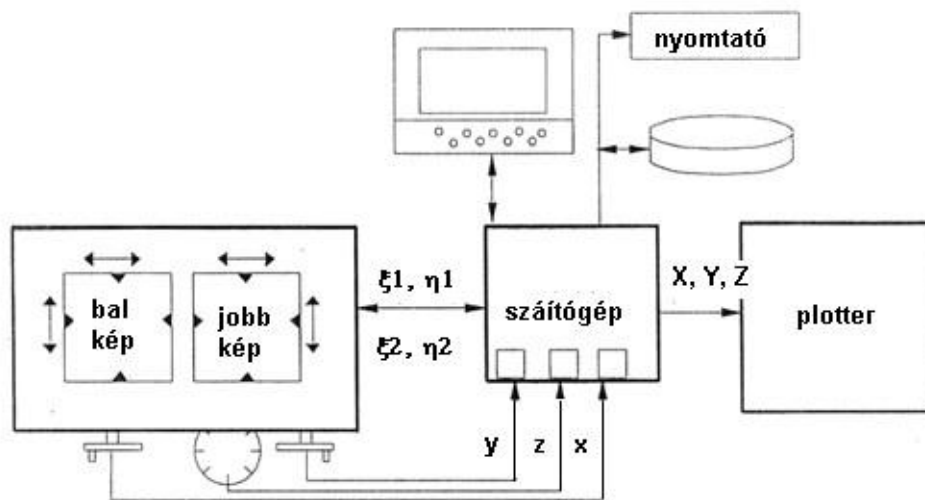 nyomtató
bal
kép
jobb
kép
ξ1, η1
ξ2, η2
száítógép
X, Y, Z
plotter
y
z
x